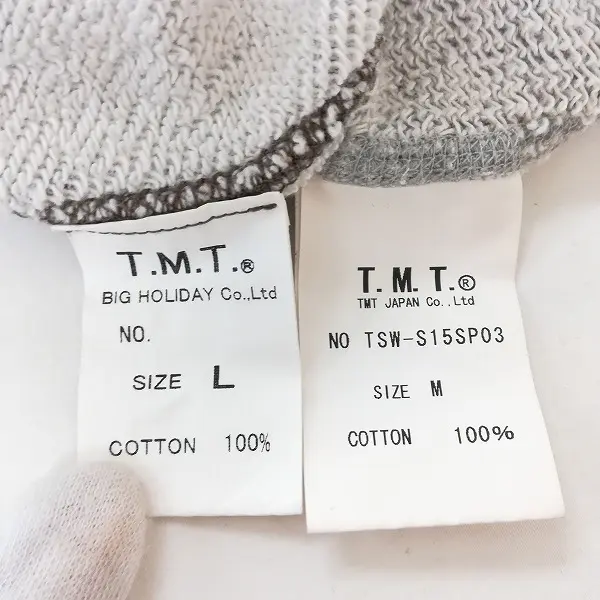 T.M.T.®
BIG HOLIDAY Co.,Ltd
NO.
SIZE L
COTTON 100%
T.M.T.®
TMT JAPAN Co.,Ltd
NO TSW-S15SP03
SIZE M
COTTON 100%